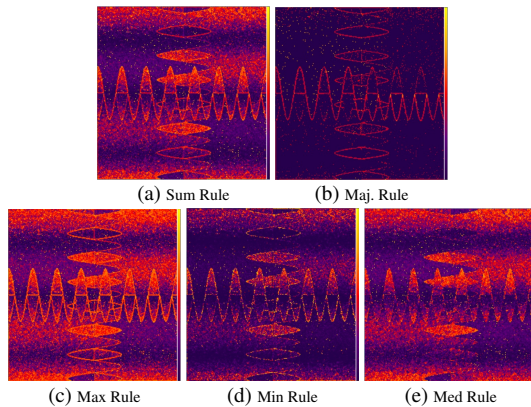 (a) Sum Rule
(b) Maj. Rule
(c) Max Rule
(d) Min Rule
(e) Med Rule